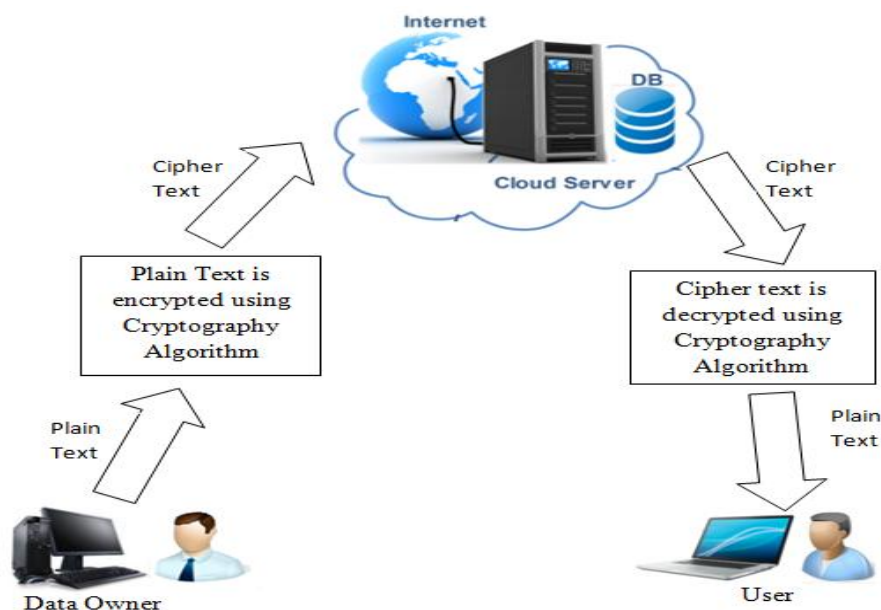 Internet
DB
Cloud Server
Cipher
Text
Cipher
Text
Plain Text is
encrypted using
Cryptography
Algorithm
Cipher text is
decrypted using
Cryptography
Algorithm
Plain
Text
Plain
Text
Data Owner
User